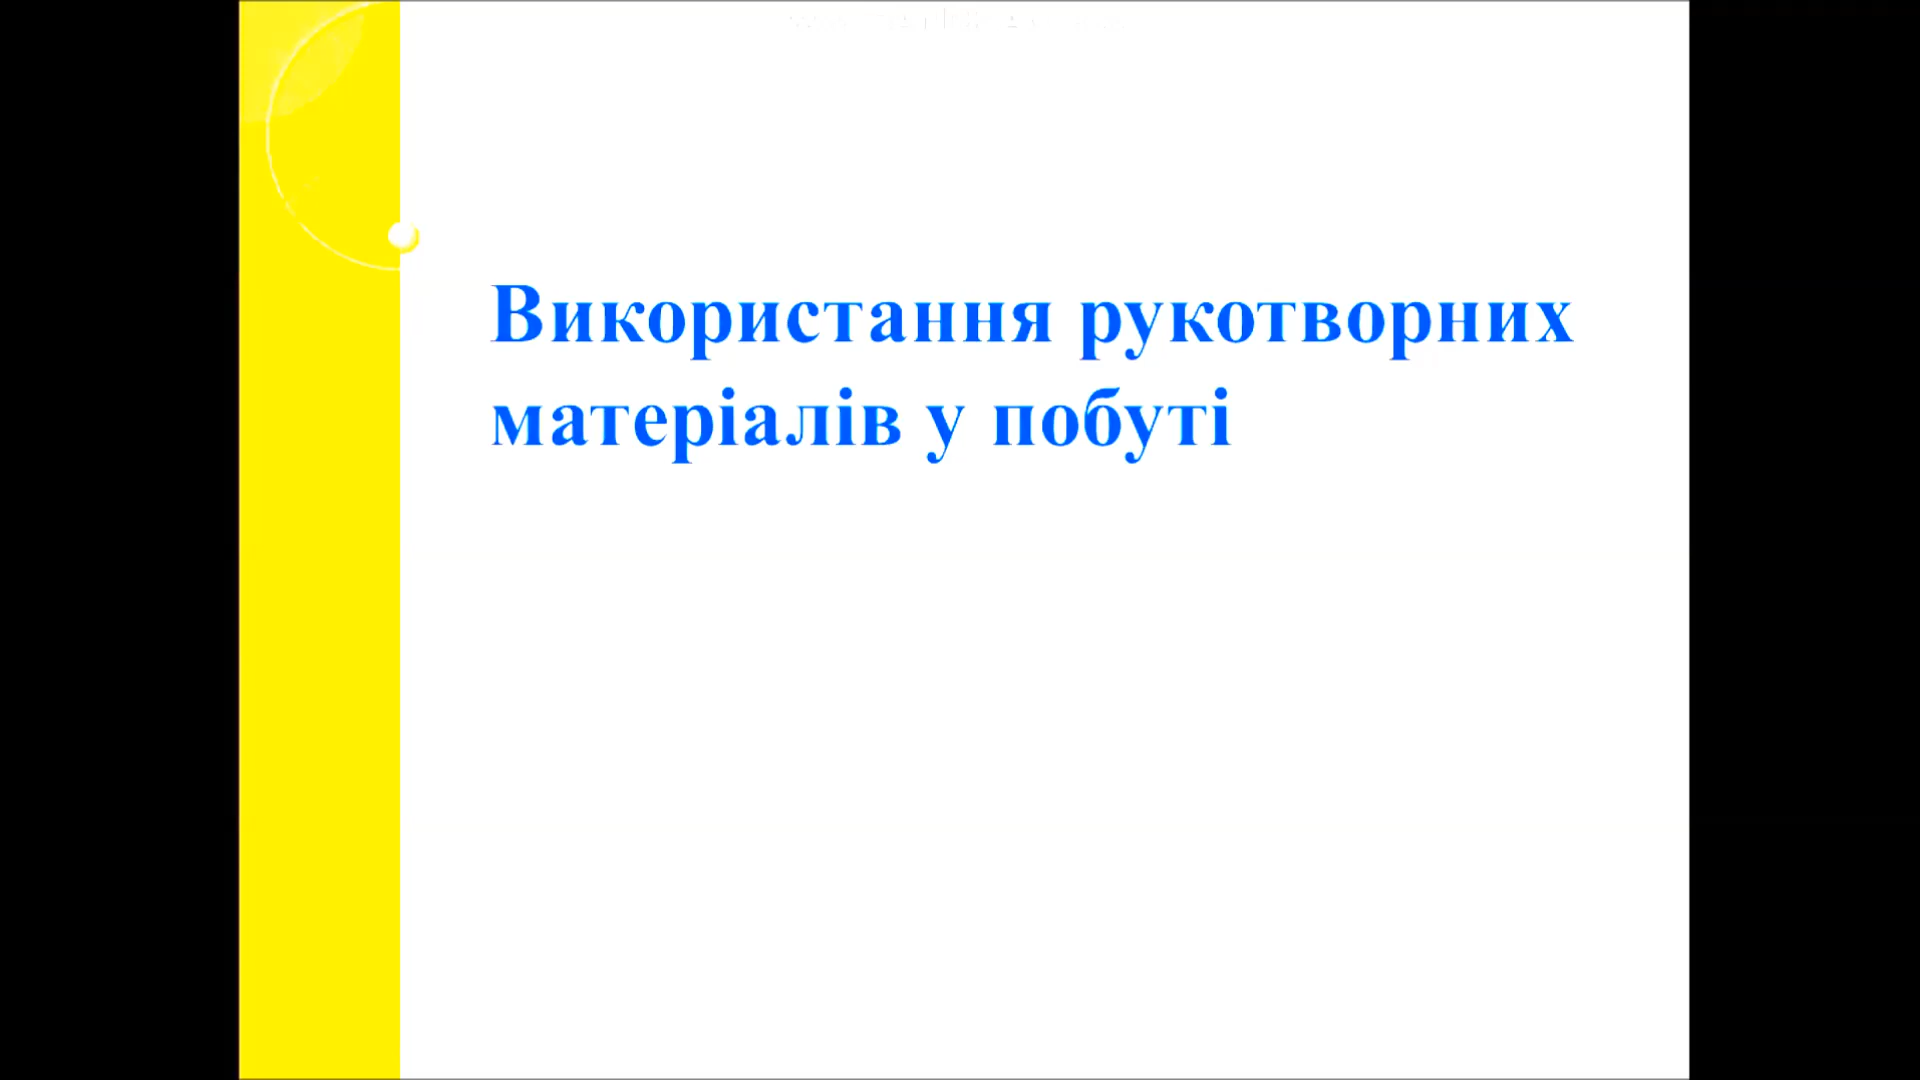 Використання рукотворних
матеріалів у побуті